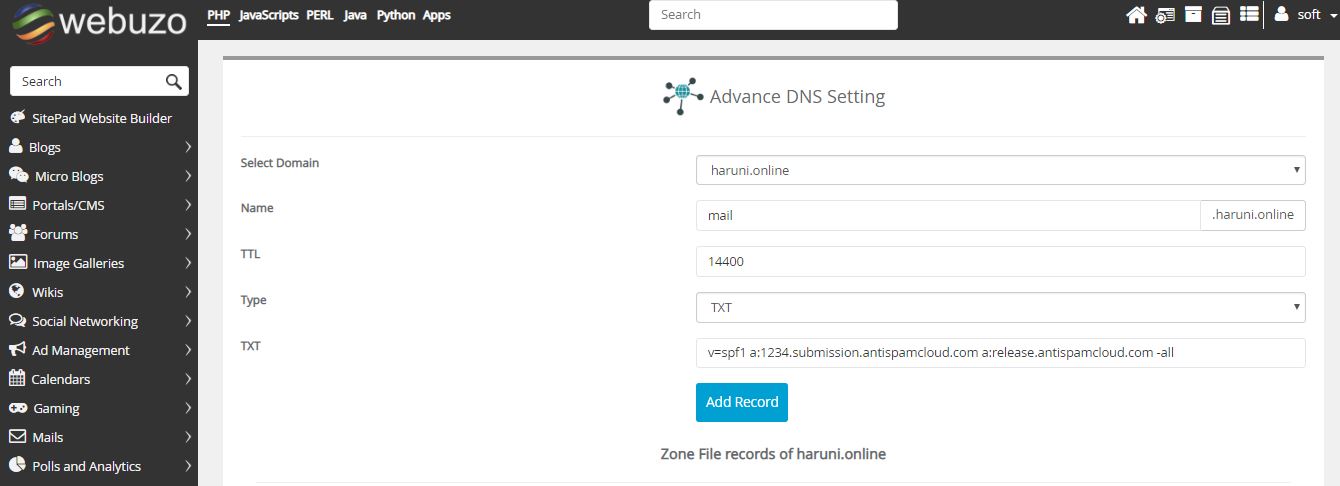 webuzo
PHP JavaScripts PERL Java Python Apps
Search
soft
Search
SitePad Website Builder
Blogs
Micro Blogs
Portals/CMS
Forums
Image Galleries
Wikis
Social Networking
Ad Management
Calendars
Gaming
Mails
Polls and Analytics
Advance DNS Setting
Select Domain
haruni.online
Name
mail
.haruni.online
TTL
14400
Type
TXT
TXT
v=spf1 a:1234.submission.antispamcloud.com a:release.antispamcloud.com -all
Add Record
Zone File records of haruni.online